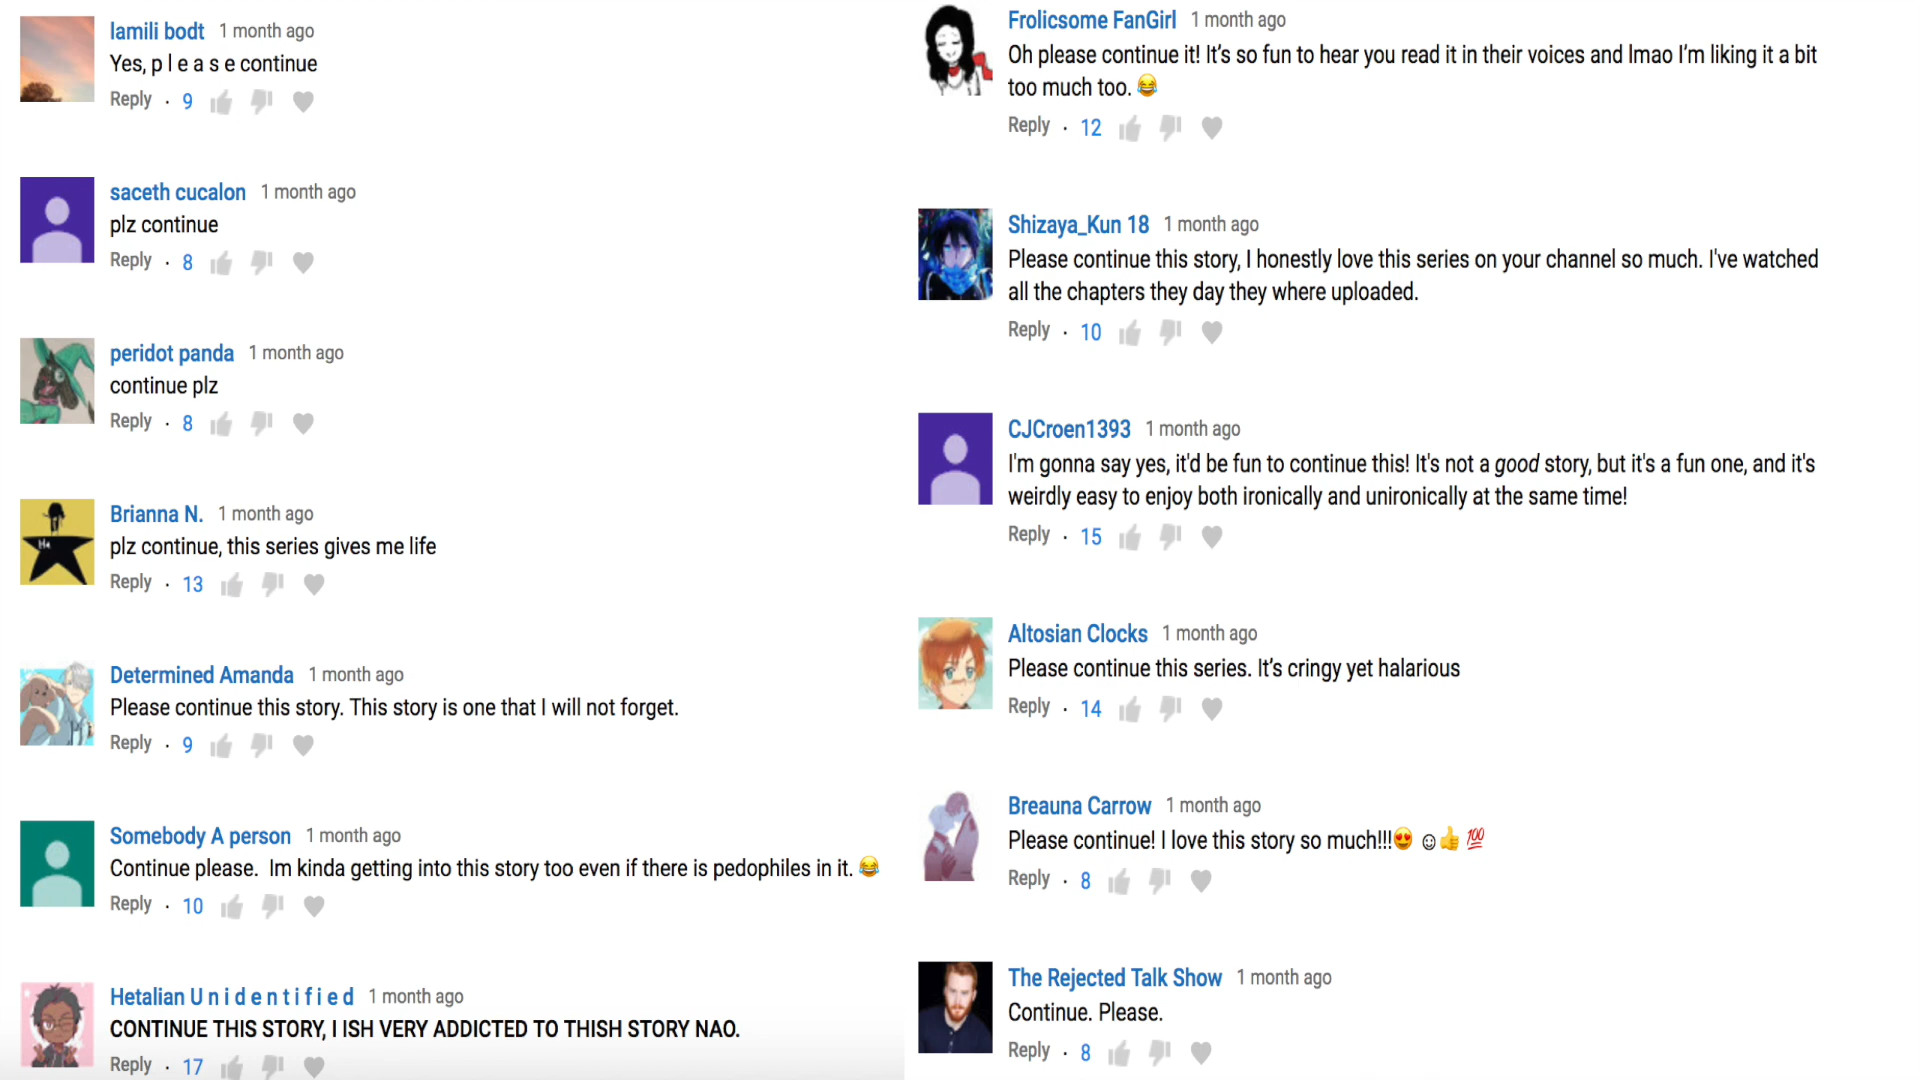 lamili bodt 1 month ago
Yes, p l e a s e continue
Reply · 9
saceth cucalon 1 month ago
plz continue
Reply · 8
peridot panda 1 month ago
continue plz
Reply · 8
Brianna N. 1 month ago
plz continue, this series gives me life
Reply · 13
Determined Amanda 1 month ago
Please continue this story. This story is one that I will not forget.
Reply · 9
Somebody A person 1 month ago
Continue please.  Im kinda getting into this story too even if there is pedophiles in it. 😂
Reply · 10
Hetalian U n i d e n t i f i e d 1 month ago
CONTINUE THIS STORY, I ISH VERY ADDICTED TO THISH STORY NAO.
Reply · 17
Frolicsome FanGirl 1 month ago
Oh please continue it! It’s so fun to hear you read it in their voices and lmao I’m liking it a bit
too much too. 😂
Reply · 12
Shizaya_Kun 18 1 month ago
Please continue this story, I honestly love this series on your channel so much. I've watched
all the chapters they day they where uploaded.
Reply · 10
CJCroen1393 1 month ago
I'm gonna say yes, it'd be fun to continue this! It's not a good story, but it's a fun one, and it's
weirdly easy to enjoy both ironically and unironically at the same time!
Reply · 15
Altosian Clocks 1 month ago
Please continue this series. It’s cringy yet halarious
Reply · 14
Breauna Carrow 1 month ago
Please continue! I love this story so much!!!😍 ☺👍 💯
Reply · 8
The Rejected Talk Show 1 month ago
Continue. Please.
Reply · 8